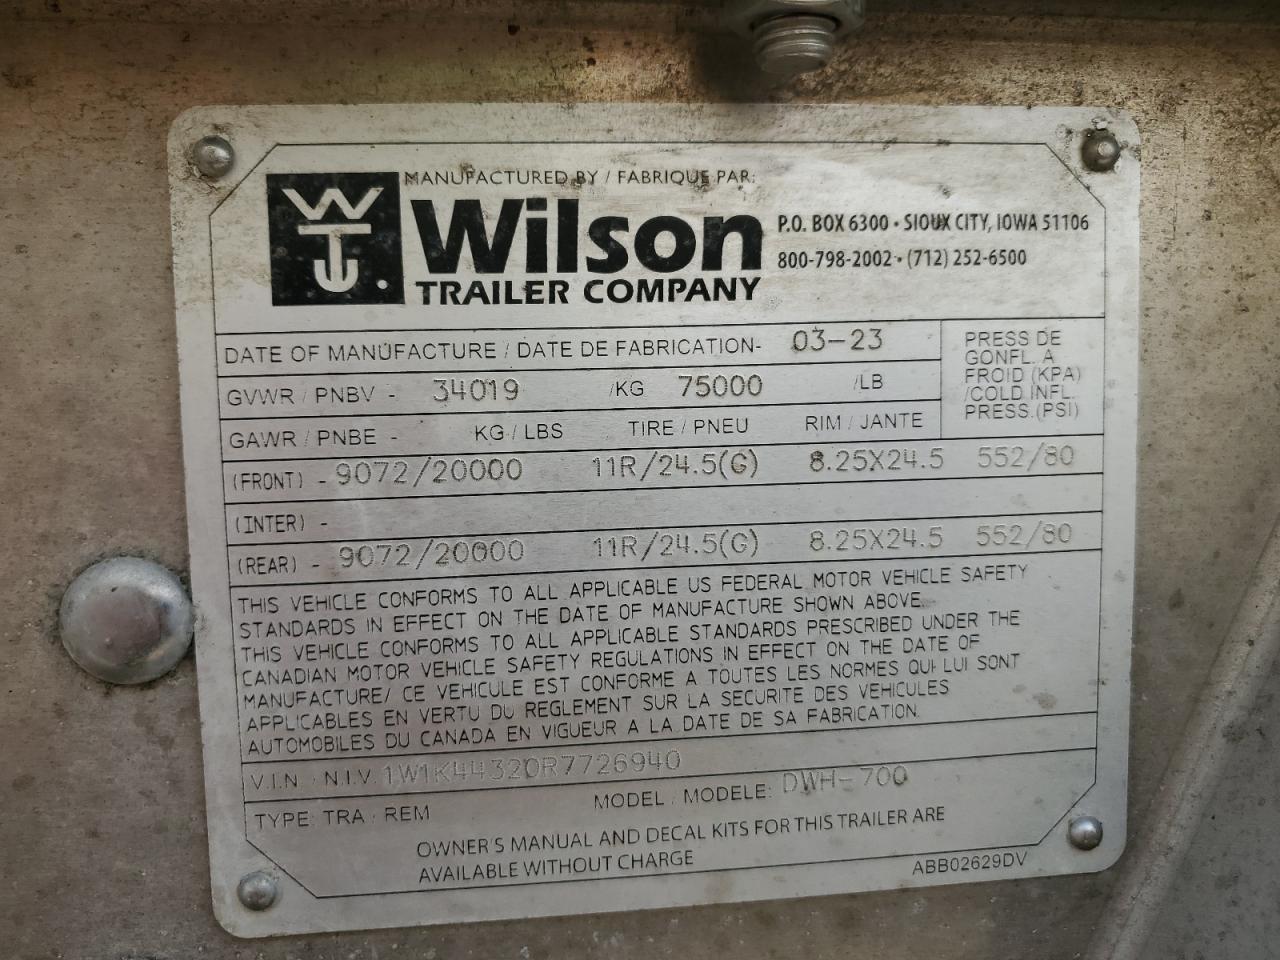 MANUFACTURED BY / FABRIQUE PAR:
WT
Wilson
TRAILER COMPANY
P.O. BOX 6300 • SIOUX CITY, IOWA 51106
800-798-2002 • (712) 252-6500
DATE OF MANUFACTURE / DATE DE FABRICATION- 03-23
GVWR / PNBV - 34019 /KG 75000 /LB
PRESS DE
GONFL. A
FROID (KPA)
/COLD INFL.
PRESS.(PSI)
GAWR / PNBE - KG / LBS TIRE / PNEU RIM / JANTE
(FRONT) - 9072/20000 11R/24.5(G) 8.25X24.5 552/80
(INTER) -
(REAR) - 9072/20000 11R/24.5(G) 8.25X24.5 552/80
THIS VEHICLE CONFORMS TO ALL APPLICABLE US FEDERAL MOTOR VEHICLE SAFETY
STANDARDS IN EFFECT ON THE DATE OF MANUFACTURE SHOWN ABOVE.
THIS VEHICLE CONFORMS TO ALL APPLICABLE STANDARDS PRESCRIBED UNDER THE
CANADIAN MOTOR VEHICLE SAFETY REGULATIONS IN EFFECT ON THE DATE OF
MANUFACTURE/ CE VEHICULE EST CONFORME A TOUTES LES NORMES QUI LUI SONT
APPLICABLES EN VERTU DU REGLEMENT SUR LA SECURITE DES VEHICULES
AUTOMOBILES DU CANADA EN VIGUEUR A LA DATE DE SA FABRICATION.
V.I.N / N.I.V. 1W1K44320R7726940
TYPE: TRA / REM MODEL / MODELE: DWH-700
OWNER'S MANUAL AND DECAL KITS FOR THIS TRAILER ARE
AVAILABLE WITHOUT CHARGE
ABB02629DV